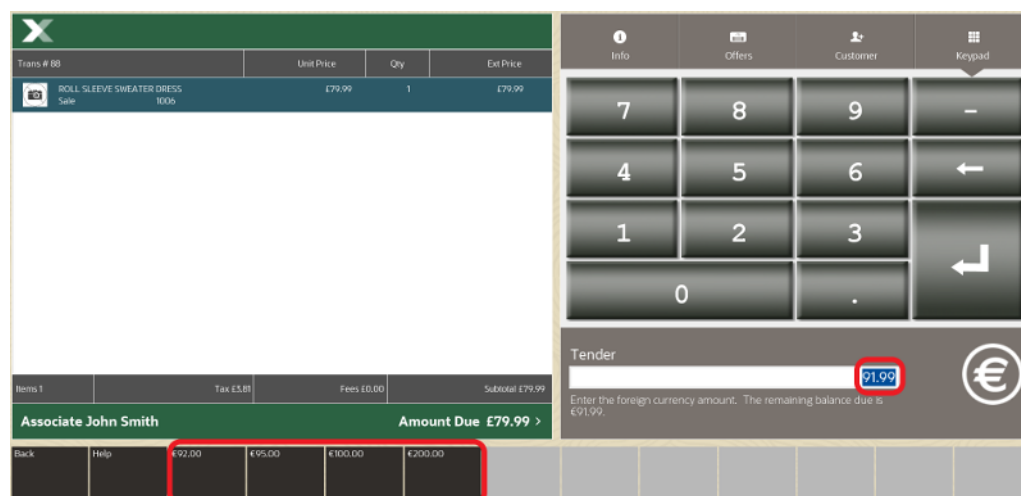 Trans # 88 Unit Price Qty Ext Price
ROLL SLEEVE SWEATER DRESS £79.99 1 £79.99
Sale 1006
Items 1 Tax £3.81 Fees £0.00 Subtotal £79.99
Associate John Smith Amount Due £79.99 >
Info Offers Customer Keypad
7 8 9 –
4 5 6
1 2 3
0 .
Tender
91.99
Enter the foreign currency amount. The remaining balance due is
€91.99.
€
Back Help €92.00 €95.00 €100.00 €200.00